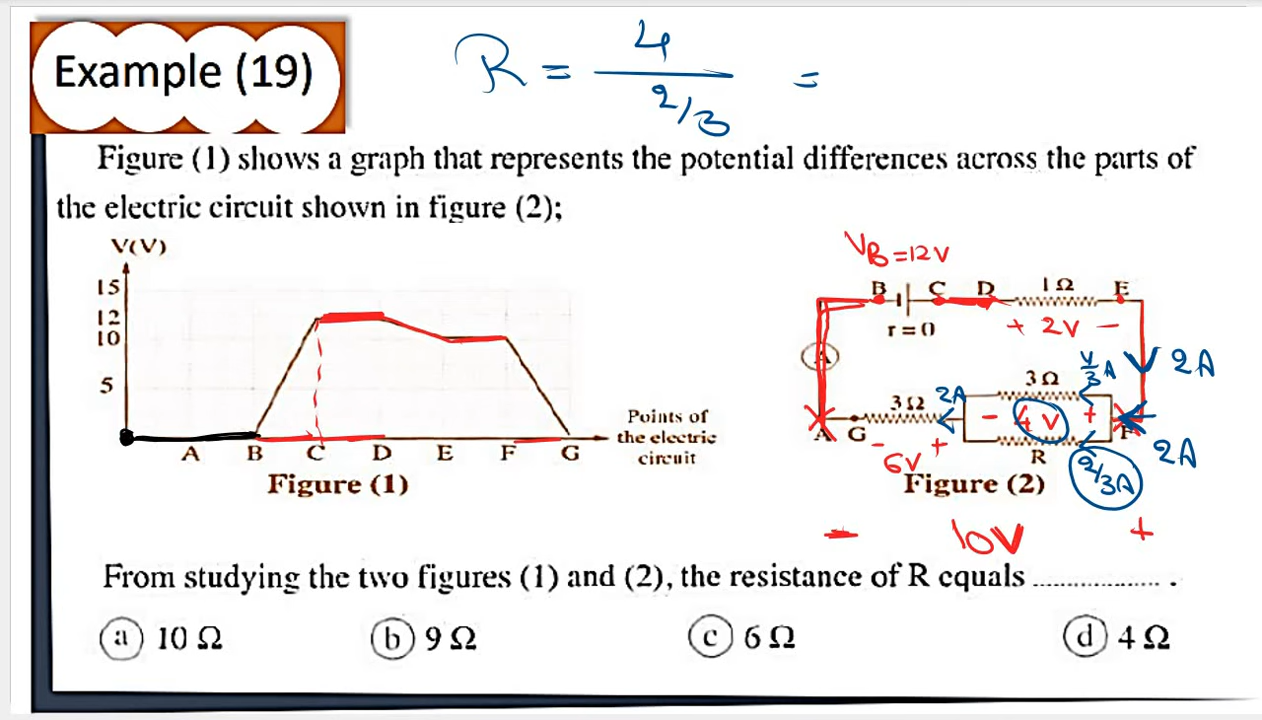 Example (19)
R = 4 / 2/3 =
Figure (1) shows a graph that represents the potential differences across the parts of
the electric circuit shown in figure (2);
V(V)
15
12
10
5
A B C D E F G
Points of
the electric
circuit
Figure (1)
VB = 12V
B C D 1Ω E
r = 0
+ 2V -
A
2A
3Ω
4/3 A
3Ω 2A
- 4V +
A G F
- 6V +
R
2/3A
2A
Figure (2)
- 10V +
From studying the two figures (1) and (2), the resistance of R equals .................. .
a 10 Ω b 9 Ω c 6 Ω d 4 Ω